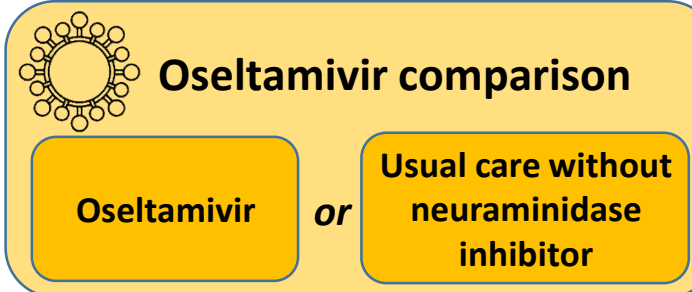 Oseltamivir comparison
Oseltamivir
or
Usual care without
neuraminidase
inhibitor